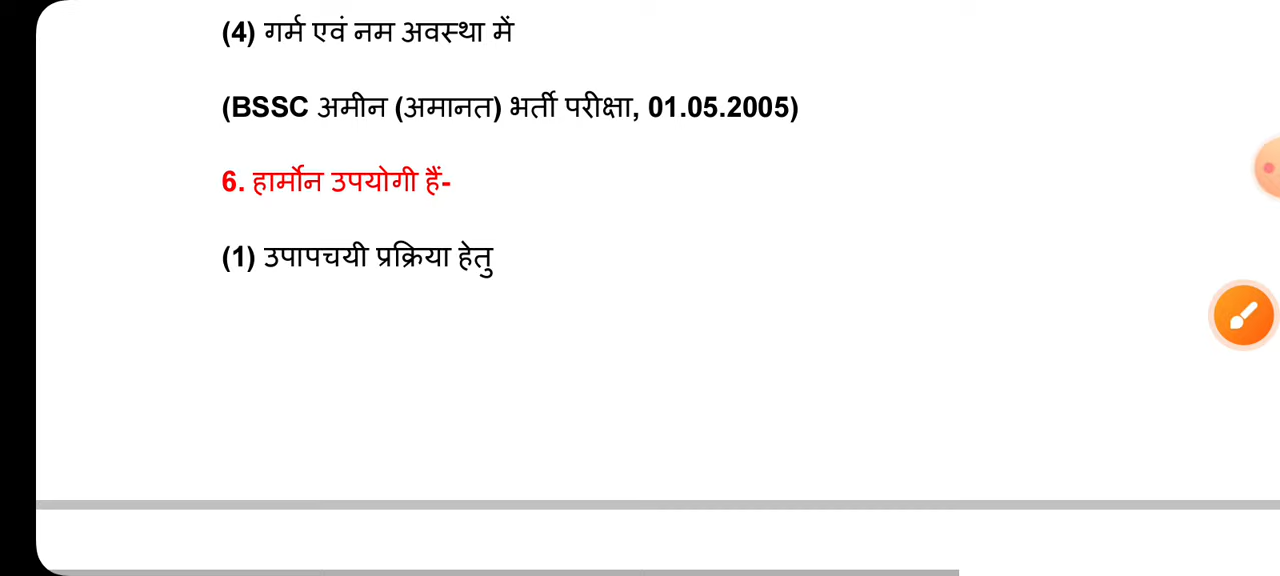 (4) गर्म एवं नम अवस्था में
(BSSC अमीन (अमानत) भर्ती परीक्षा, 01.05.2005)
6. हार्मोन उपयोगी हैं-
(1) उपापचयी प्रक्रिया हेतु